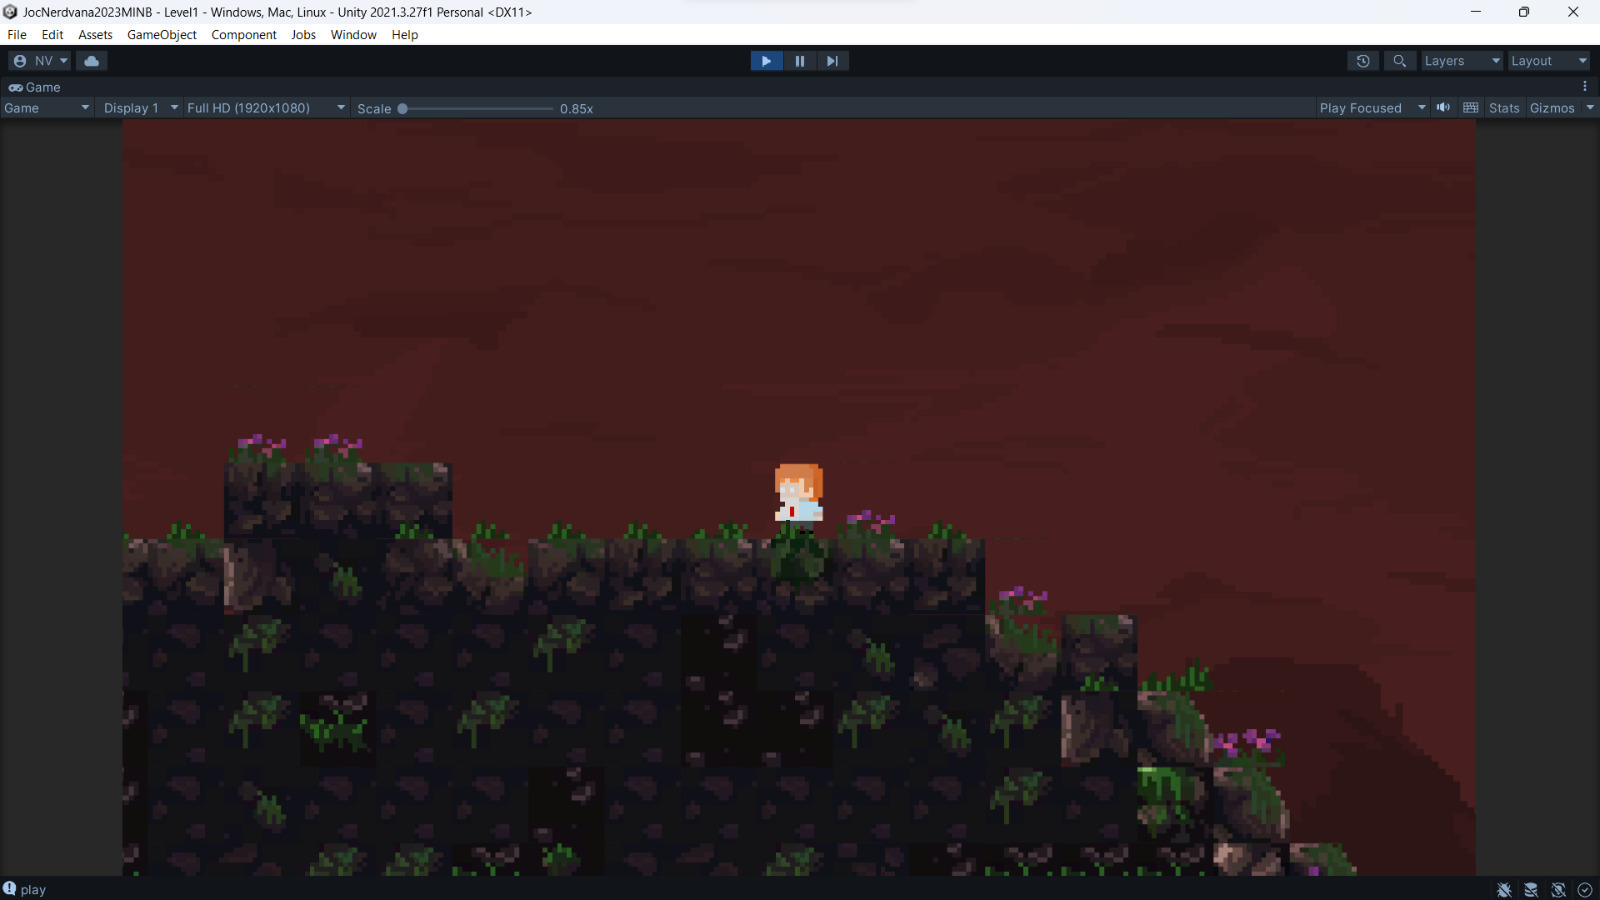 JocNerdvana2023MINB - Level1 - Windows, Mac, Linux - Unity 2021.3.27f1 Personal <DX11>
File Edit Assets GameObject Component Jobs Window Help
NV Layers Layout
Game
Game Display 1 Full HD (1920x1080) Scale 0.85x Play Focused Stats Gizmos
play